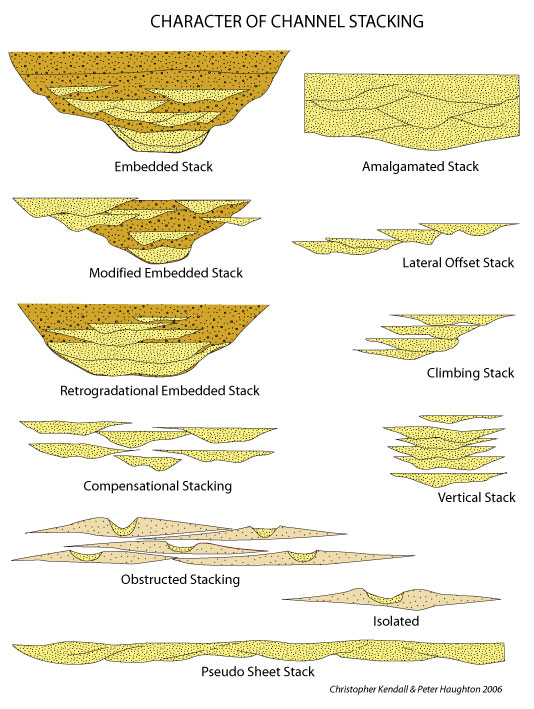 CHARACTER OF CHANNEL STACKING
Embedded Stack
Amalgamated Stack
Modified Embedded Stack
Lateral Offset Stack
Retrogradational Embedded Stack
Climbing Stack
Compensational Stacking
Vertical Stack
Obstructed Stacking
Isolated
Pseudo Sheet Stack
Christopher Kendall & Peter Haughton 2006